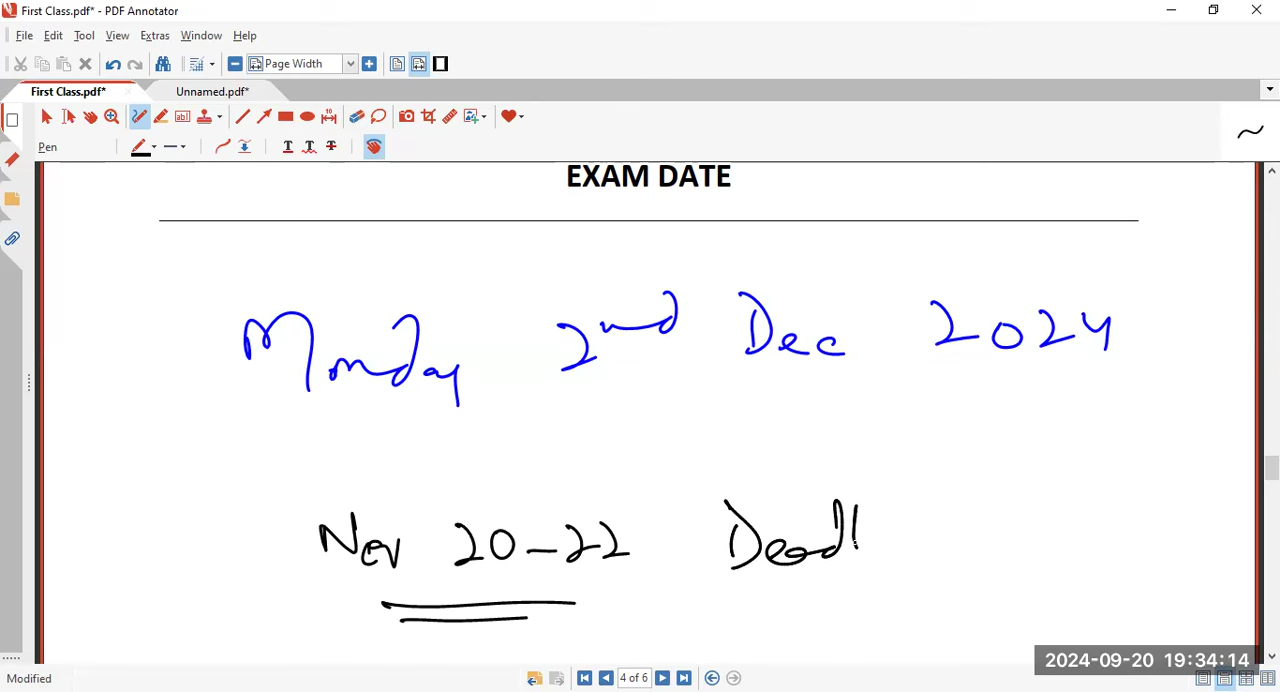 First Class.pdf* - PDF Annotator
File Edit Tool View Extras Window Help
Page Width
First Class.pdf* Unnamed.pdf*
Pen
EXAM DATE
Monday 2nd Dec 2024
Nov 20-22 Deadl
2024-09-20 19:34:14
Modified 4 of 6